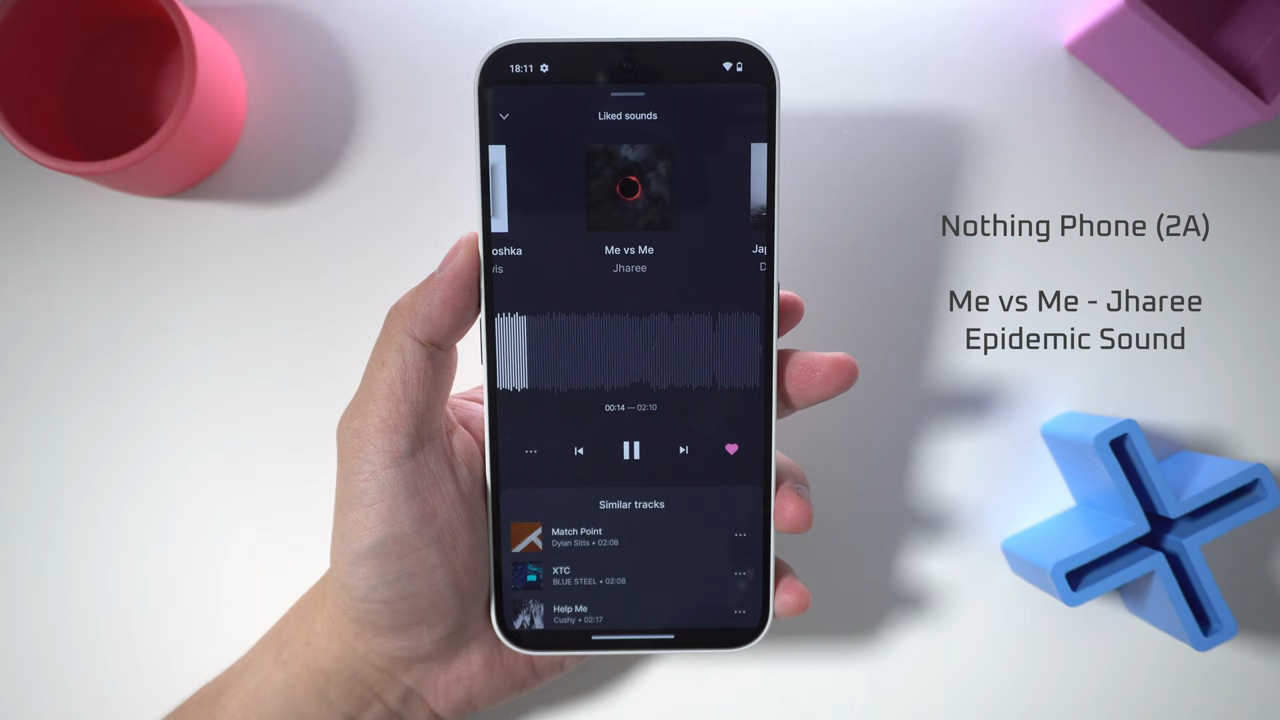 18:11
Liked sounds
oshka
Me vs Me
Jharee
00:14 — 02:10
Similar tracks
Match Point
Dylan Sitts • 02:08
XTC
BLUE STEEL • 02:08
Help Me
Cushy • 02:17
Nothing Phone (2A)
Me vs Me - Jharee
Epidemic Sound